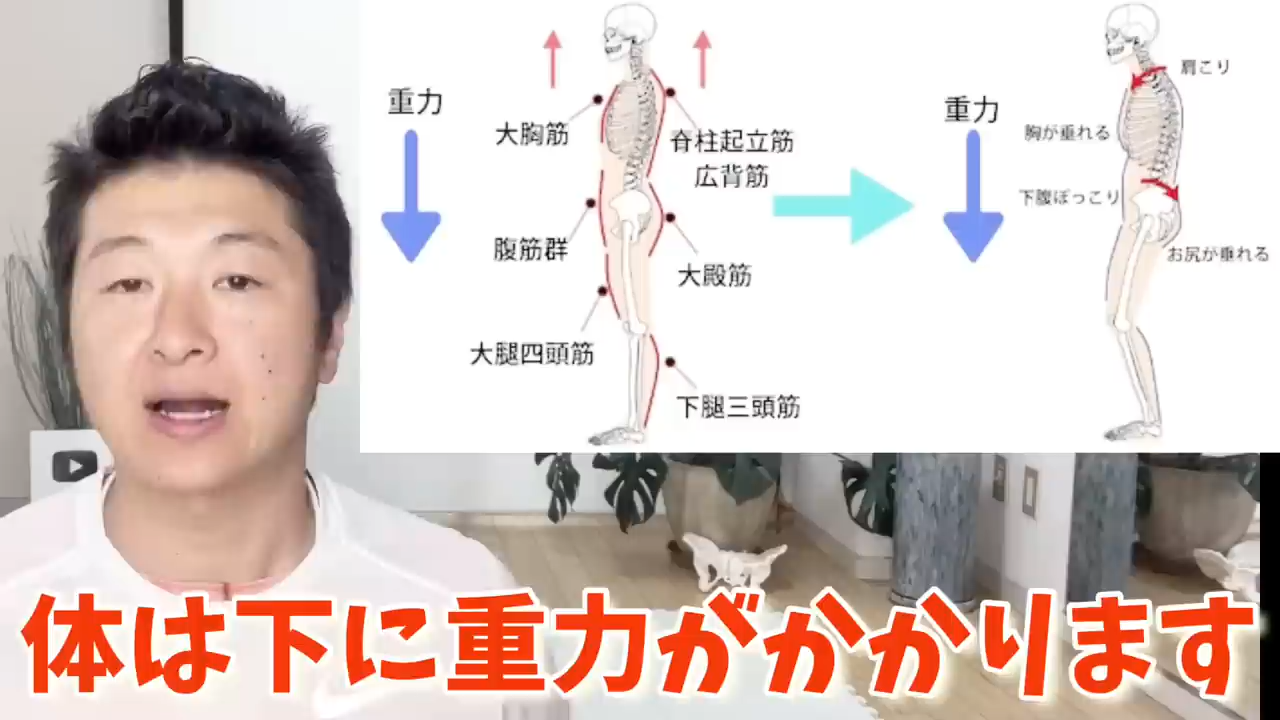 重力
大胸筋
脊柱起立筋
広背筋
腹筋群
大殿筋
大腿四頭筋
下腿三頭筋
重力
肩こり
胸が垂れる
下腹ぽっこり
お尻が垂れる
体は下に重力がかかります